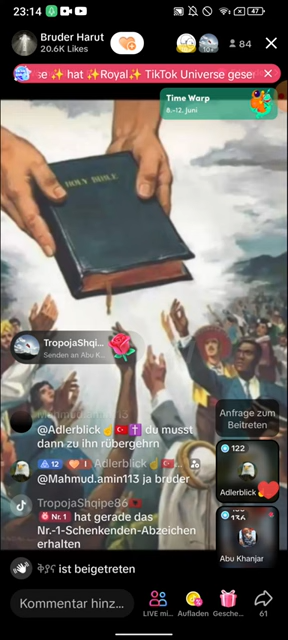 23:14
47
Bruder Harut
20.6K Likes
84
se ✨ hat ✨Royal✨ TikTok Universe gese
Time Warp
8.–12. Juni
HOLY BIBLE
TropojaShqi...
Senden an Abu K...
@Adlerblick☝️🇹🇷✝️ du musst
dann zu ihn rübergehrn
12 1 Adlerblick☝️🇹🇷...
@Mahmud.amin113 ja bruder
TropojaShqipe86
Nr. 1 hat gerade das
Nr.-1-Schenkenden-Abzeichen
erhalten
ist beigetreten
Anfrage zum
Beitreten
122
Adlerblick
Abu Khanjar
Kommentar hinz...
LIVE mi...
Aufladen
Gesche...
61